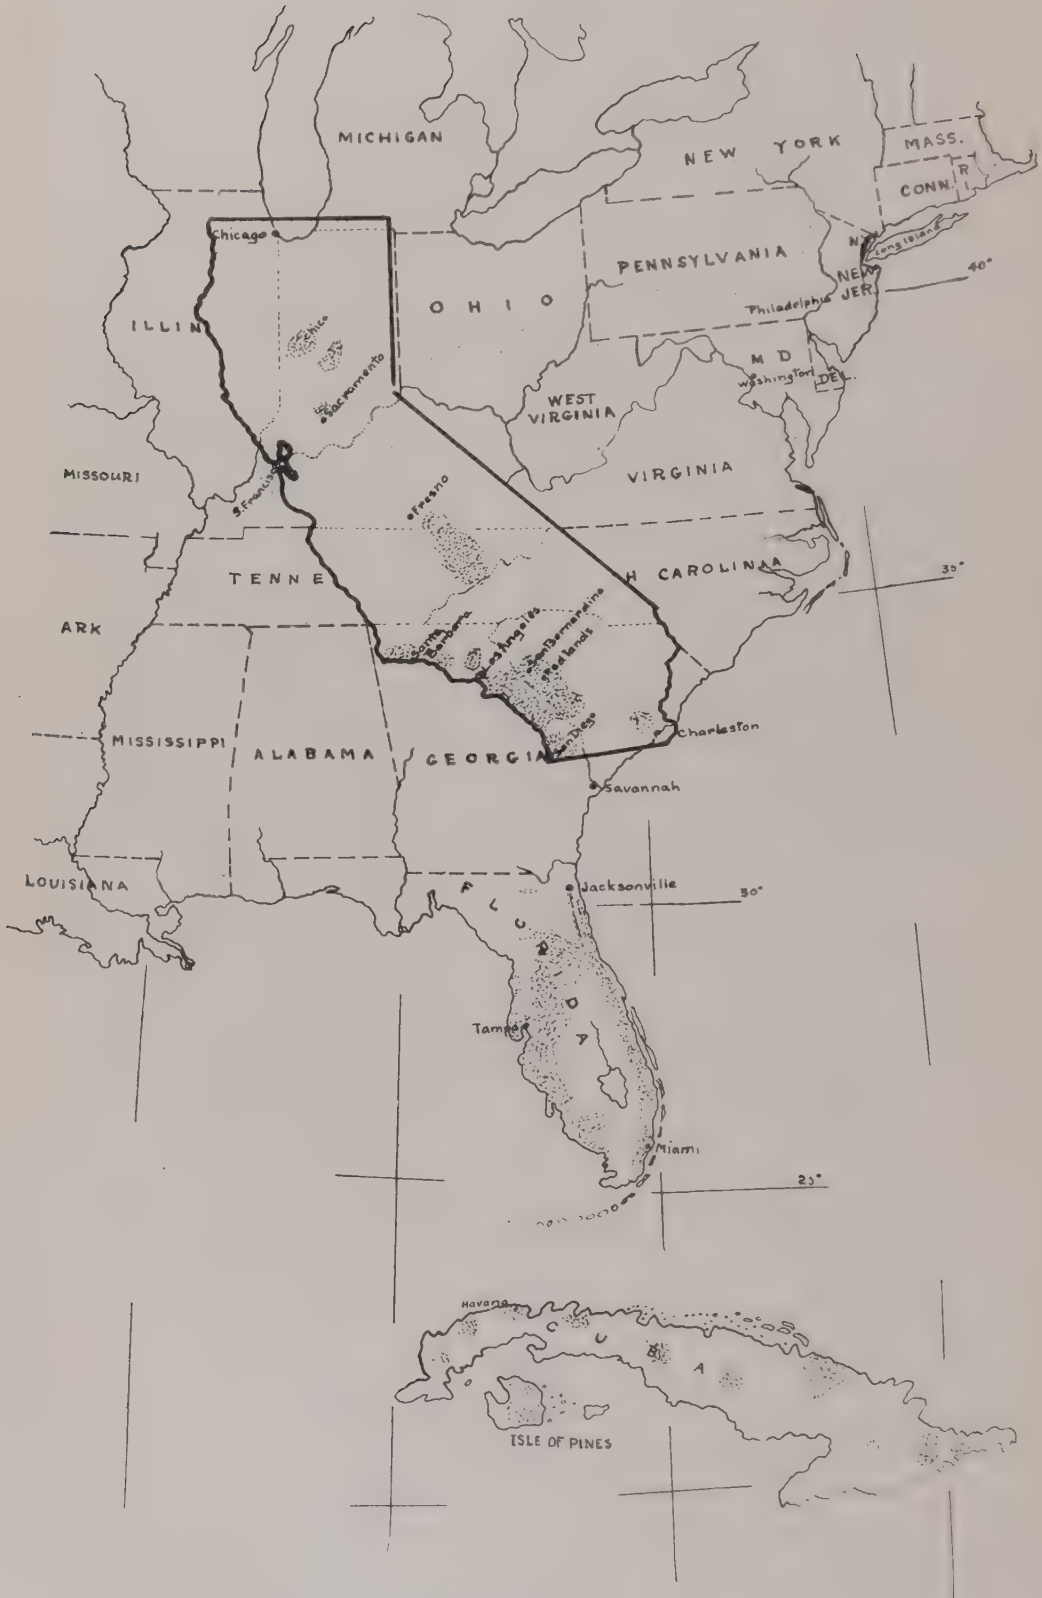 MICHIGAN
NEW YORK
MASS.
CONN.
R
Chicago
PENNSYLVANIA
N
Long Island
NEW
JER.
40°
OHIO
Philadelphia
ILLIN
Chico
Sacramento
M D
Washington
DEL.
WEST
VIRGINIA
VIRGINIA
MISSOURI
S. Francis
Fresno
TENNE
H CAROLINA
35°
ARK
Santa
Barbara
Los Angeles
San Bernardino
Redlands
San Diego
Charleston
MISSISSIPPI
ALABAMA
GEORGIA
Savannah
LOUISIANA
Jacksonville
30°
FLORIDA
Tampa
Miami
25°
Havana
CUBA
ISLE OF PINES